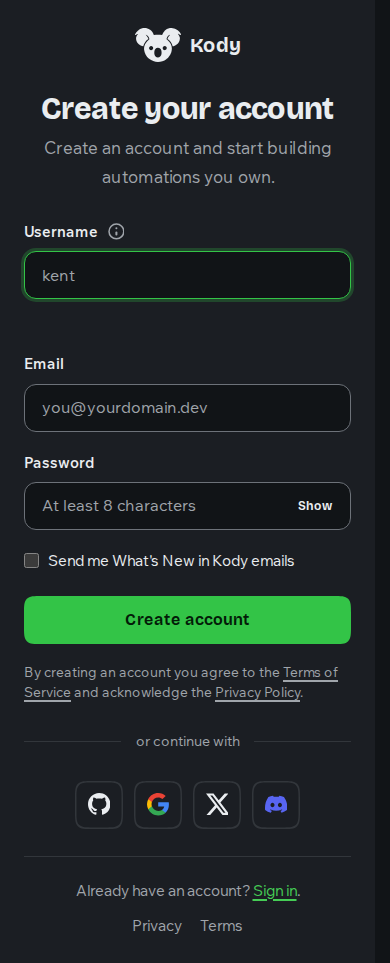 Kody
Create your account
Create an account and start building
automations you own.
Username
kent
Email
you@yourdomain.dev
Password
At least 8 characters
Show
Send me What's New in Kody emails
Create account
By creating an account you agree to the Terms of
Service and acknowledge the Privacy Policy.
or continue with
Already have an account? Sign in.
Privacy Terms